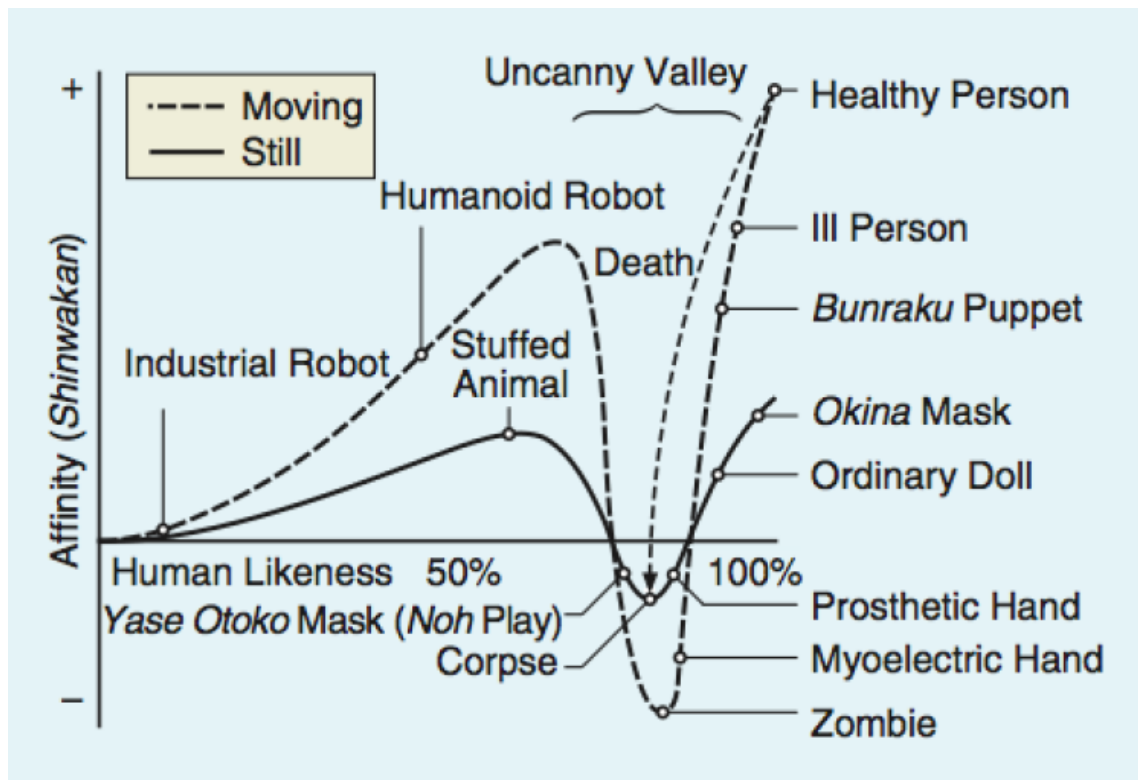 Uncanny Valley
+
Moving
Still
Healthy Person
Humanoid Robot
Ill Person
Death
Bunraku Puppet
Industrial Robot
Stuffed
Animal
Affinity (Shinwakan)
Okina Mask
Ordinary Doll
Human Likeness 50% 100%
Yase Otoko Mask (Noh Play)
Prosthetic Hand
Corpse
Myoelectric Hand
–
Zombie